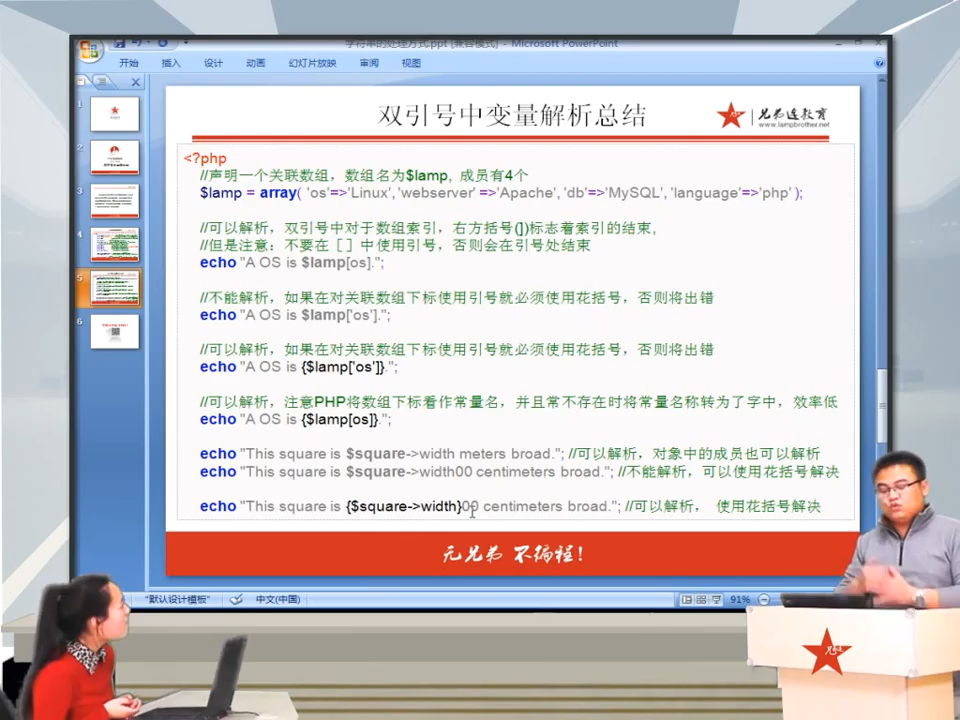 字符串的处理方式.ppt [兼容模式] - Microsoft PowerPoint
开始 插入 设计 动画 幻灯片放映 审阅 视图
双引号中变量解析总结
兄弟连教育
www.lampbrother.net
<?php
//声明一个关联数组，数组名为$lamp, 成员有4个
$lamp = array( 'os'=>'Linux', 'webserver' =>'Apache', 'db'=>'MySQL', 'language'=>'php' );
//可以解析，双引号中对于数组索引，右方括号(])标志着索引的结束，
//但是注意：不要在 [ ] 中使用引号，否则会在引号处结束
echo "A OS is $lamp[os].";
//不能解析，如果在对关联数组下标使用引号就必须使用花括号，否则将出错
echo "A OS is $lamp['os'].";
//可以解析，如果在对关联数组下标使用引号就必须使用花括号，否则将出错
echo "A OS is {$lamp['os']}.";
//可以解析，注意PHP将数组下标看作常量名，并且常不存在时将常量名称转为了字中，效率低
echo "A OS is {$lamp[os]}.";
echo "This square is $square->width meters broad."; //可以解析，对象中的成员也可以解析
echo "This square is $square->width00 centimeters broad."; //不能解析，可以使用花括号解决
echo "This square is {$square->width}00 centimeters broad."; //可以解析， 使用花括号解决
无兄弟 不编程!
1
2
3
4
5
6
"默认设计模板" 中文(中国) 91%